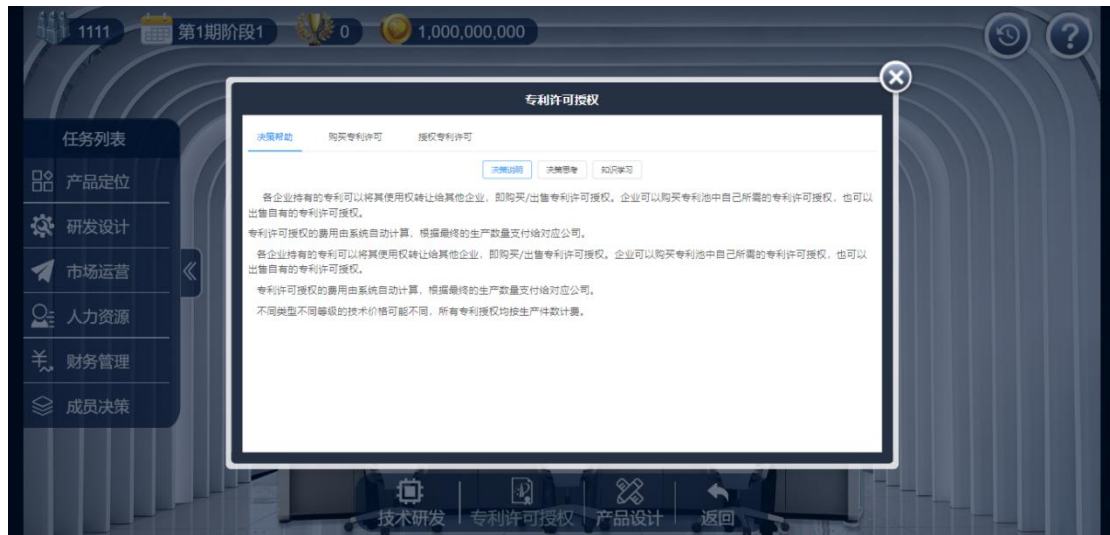 1111 第1期阶段1 0 1,000,000,000
专利许可授权
决策帮助 购买专利许可 授权专利许可
决策说明 决策思考 知识学习
各企业持有的专利可以将其使用权转让给其他企业，即购买/出售专利许可授权。企业可以购买专利池中自己所需的专利许可授权，也可以
出售自有的专利许可授权。
专利许可授权的费用由系统自动计算，根据最终的生产数量支付给对应公司。
各企业持有的专利可以将其使用权转让给其他企业，即购买/出售专利许可授权。企业可以购买专利池中自己所需的专利许可授权，也可以
出售自有的专利许可授权。
专利许可授权的费用由系统自动计算，根据最终的生产数量支付给对应公司。
不同类型不同等级的技术价格可能不同，所有专利授权均按生产件数计费。
任务列表
产品定位
研发设计
市场运营
人力资源
财务管理
成员决策
技术研发 专利许可授权 产品设计 返回